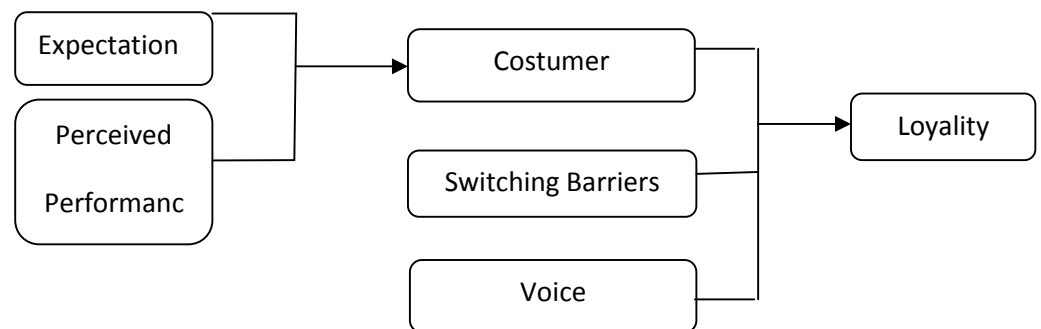 Expectation
Perceived
Performanc
Costumer
Switching Barriers
Voice
Loyality